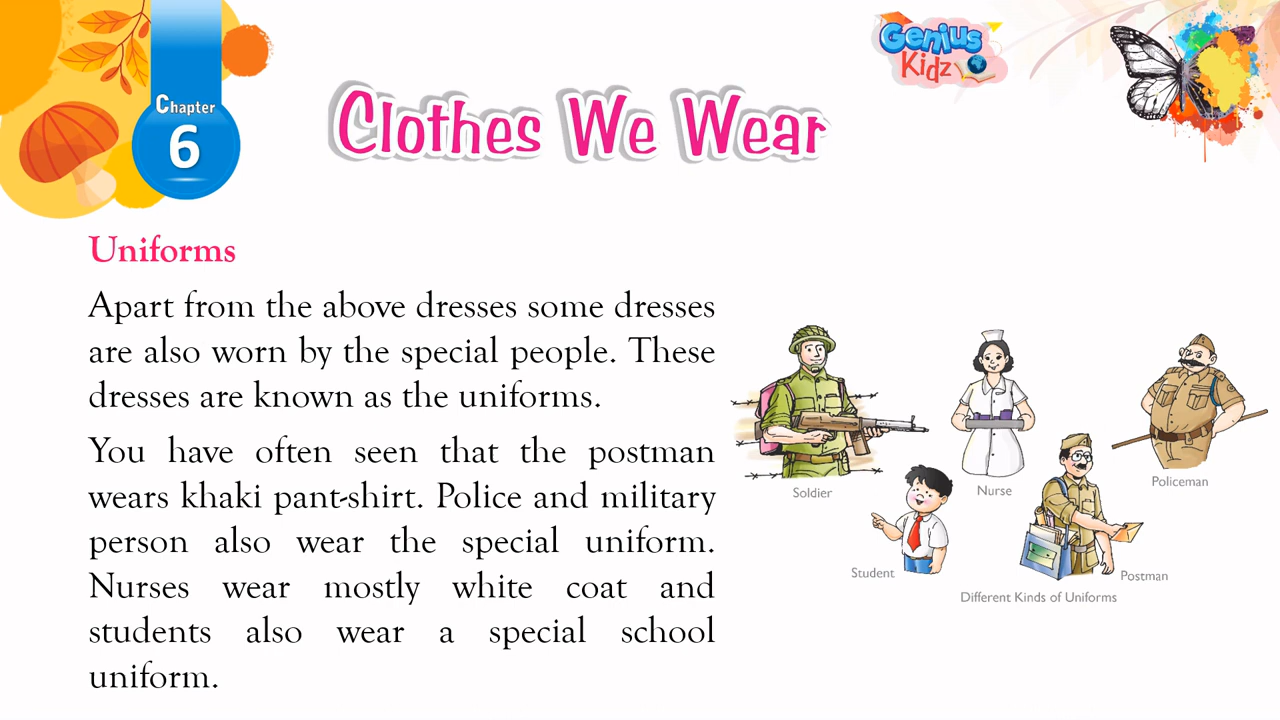 Chapter
6
Clothes We Wear
Genius
Kidz
Uniforms
Apart from the above dresses some dresses
are also worn by the special people. These
dresses are known as the uniforms.
You have often seen that the postman
wears khaki pant-shirt. Police and military
person also wear the special uniform.
Nurses wear mostly white coat and
students also wear a special school
uniform.
Soldier
Nurse
Policeman
Student
Postman
Different Kinds of Uniforms